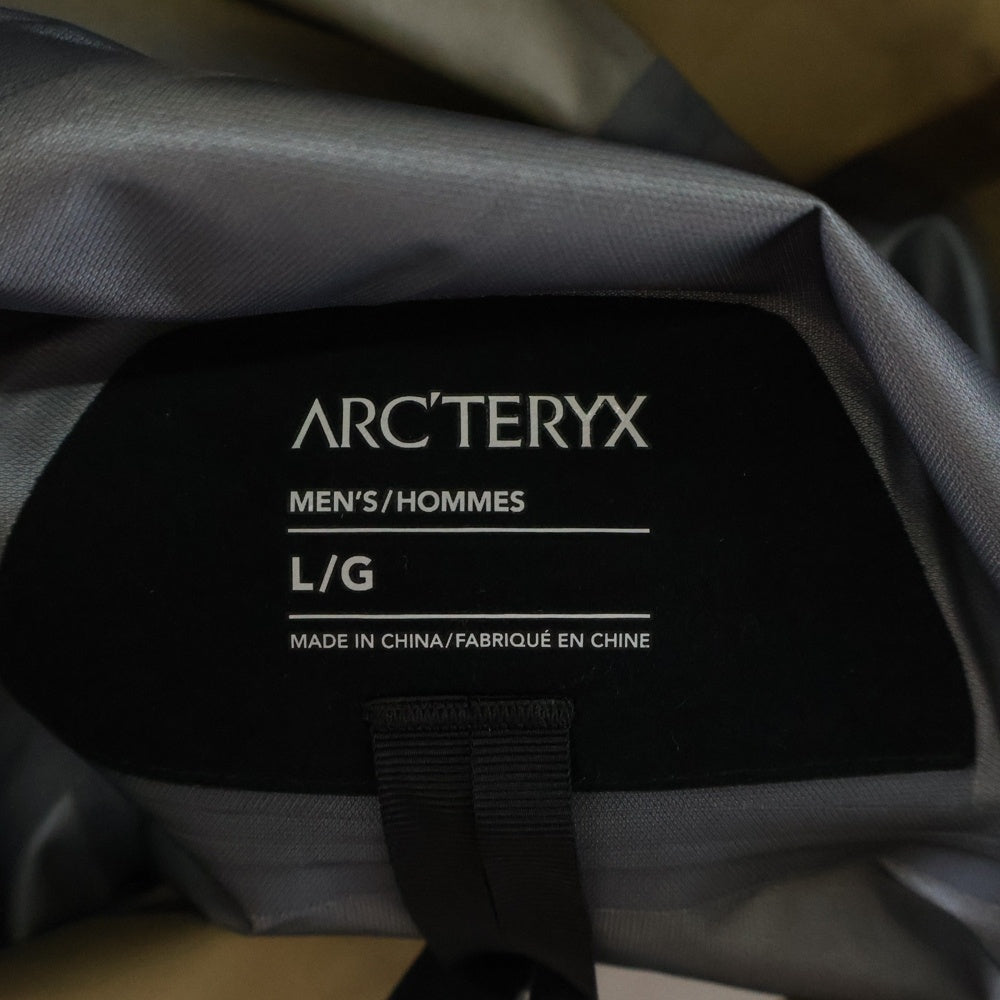 ARC'TERYX
MEN'S/HOMMES
L/G
MADE IN CHINA/FABRIQUÉ EN CHINE